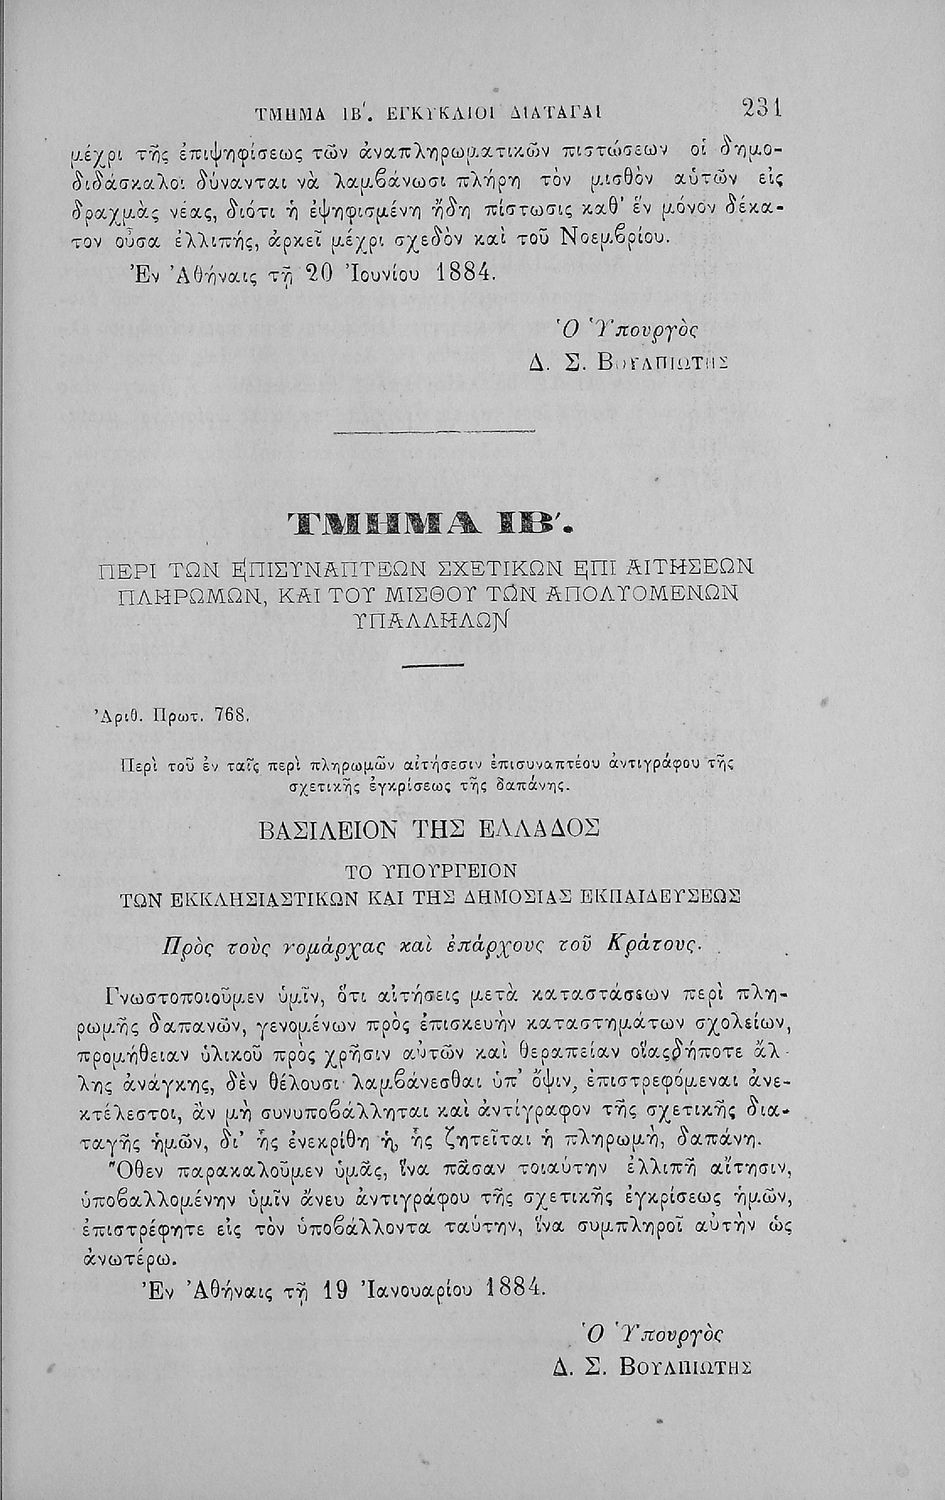 ΤΜΗΜΑ ΙΒ΄. ΕΓΚΥΚΛΙΟΙ ΔΙΑΤΑΓΑΙ 231
μέχρι τῆς ἐπιψηφίσεως τῶν ἀναπληρωματικῶν πιστώσεων οἱ δημο-
διδάσκαλοι δύνανται νὰ λαμβάνωσι πλήρη τὸν μισθὸν αὑτῶν εἰς
δραχμὰς νέας, διότι ἡ ἐψηφισμένη ἤδη πίστωσις καθ' ἓν μόνον δέκα-
τον οὖσα ἐλλιπής, ἀρκεῖ μέχρι σχεδὸν καὶ τοῦ Νοεμβρίου.
Ἐν Ἀθήναις τῇ 20 Ἰουνίου 1884.
Ὁ Ὑπουργὸς
Δ. Σ. ΒΟΥΛΠΙΩΤΗΣ
ΤΜΗΜΑ ΙΒ΄.
ΠΕΡΙ ΤΩΝ ΕΠΙΣΥΝΑΠΤΕΩΝ ΣΧΕΤΙΚΩΝ ΕΠΙ ΑΙΤΗΣΕΩΝ
ΠΛΗΡΩΜΩΝ, ΚΑΙ ΤΟΥ ΜΙΣΘΟΥ ΤΩΝ ΑΠΟΛΥΟΜΕΝΩΝ
ΥΠΑΛΛΗΛΩΝ
Ἀριθ. Πρωτ. 768.
Περὶ τοῦ ἐν ταῖς περὶ πληρωμῶν αἰτήσεσιν ἐπισυναπτέου ἀντιγράφου τῆς
σχετικῆς ἐγκρίσεως τῆς δαπάνης.
ΒΑΣΙΛΕΙΟΝ ΤΗΣ ΕΛΛΑΔΟΣ
ΤΟ ΥΠΟΥΡΓΕΙΟΝ
ΤΩΝ ΕΚΚΛΗΣΙΑΣΤΙΚΩΝ ΚΑΙ ΤΗΣ ΔΗΜΟΣΙΑΣ ΕΚΠΑΙΔΕΥΣΕΩΣ
Πρὸς τοὺς νομάρχας καὶ ἐπάρχους τοῦ Κράτους.
Γνωστοποιοῦμεν ὑμῖν, ὅτι αἰτήσεις μετὰ καταστάσεων περὶ πλη-
ρωμῆς δαπανῶν, γενομένων πρὸς ἐπισκευὴν καταστημάτων σχολείων,
προμήθειαν ὑλικοῦ πρὸς χρῆσιν αὐτῶν καὶ θεραπείαν οἵαςδήποτε ἄλ-
λης ἀνάγκης, δὲν θέλουσι λαμβάνεσθαι ὑπ' ὄψιν, ἐπιστρεφόμεναι ἀνε-
κτέλεστοι, ἂν μὴ συνυποβάλληται καὶ ἀντίγραφον τῆς σχετικῆς δια-
ταγῆς ἡμῶν, δι' ἧς ἐνεκρίθη ἡ, ἧς ζητεῖται ἡ πληρωμὴ, δαπάνη.
Ὅθεν παρακαλοῦμεν ὑμᾶς, ἵνα πᾶσαν τοιαύτην ἐλλιπῆ αἴτησιν,
ὑποβαλλομένην ὑμῖν ἄνευ ἀντιγράφου τῆς σχετικῆς ἐγκρίσεως ἡμῶν,
ἐπιστρέφητε εἰς τὸν ὑποβάλλοντα ταύτην, ἵνα συμπληροῖ αὐτὴν ὡς
ἀνωτέρω.
Ἐν Ἀθήναις τῇ 19 Ἰανουαρίου 1884.
Ὁ Ὑπουργὸς
Δ. Σ. ΒΟΥΛΠΙΩΤΗΣ